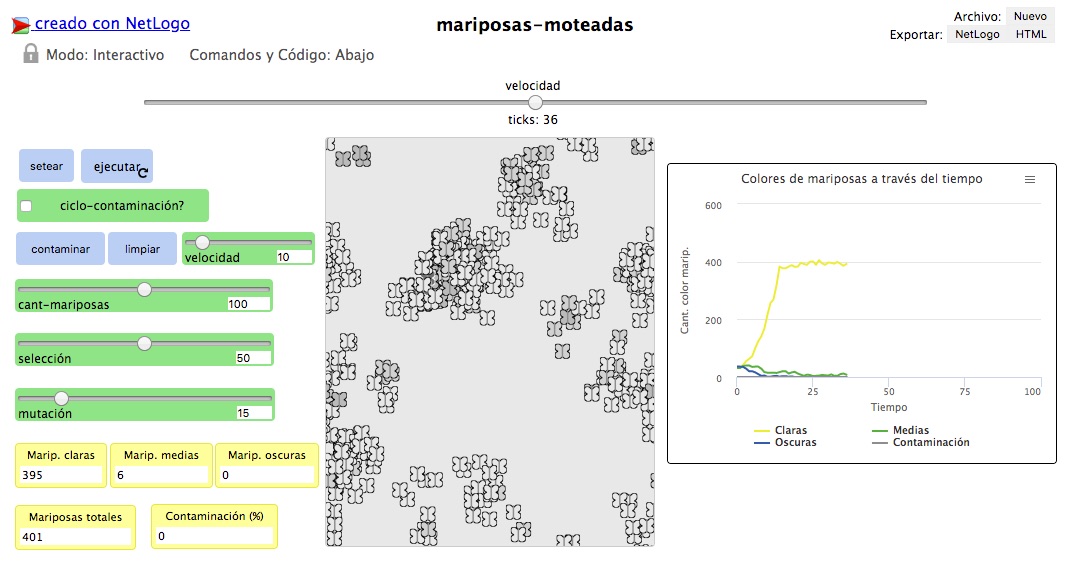 creado con NetLogo
mariposas-moteadas
Archivo: Nuevo
Exportar: NetLogo HTML
Modo: Interactivo Comandos y Código: Abajo
velocidad
ticks: 36
setear ejecutar
ciclo-contaminación?
contaminar limpiar velocidad 10
cant-mariposas 100
selección 50
mutación 15
Marip. claras Marip. medias Marip. oscuras
395 6 0
Mariposas totales Contaminación (%)
401 0
Colores de mariposas a través del tiempo
Cant. color marip.
600
400
200
0
0 25 50 75 100
Tiempo
Claras Medias
Oscuras Contaminación